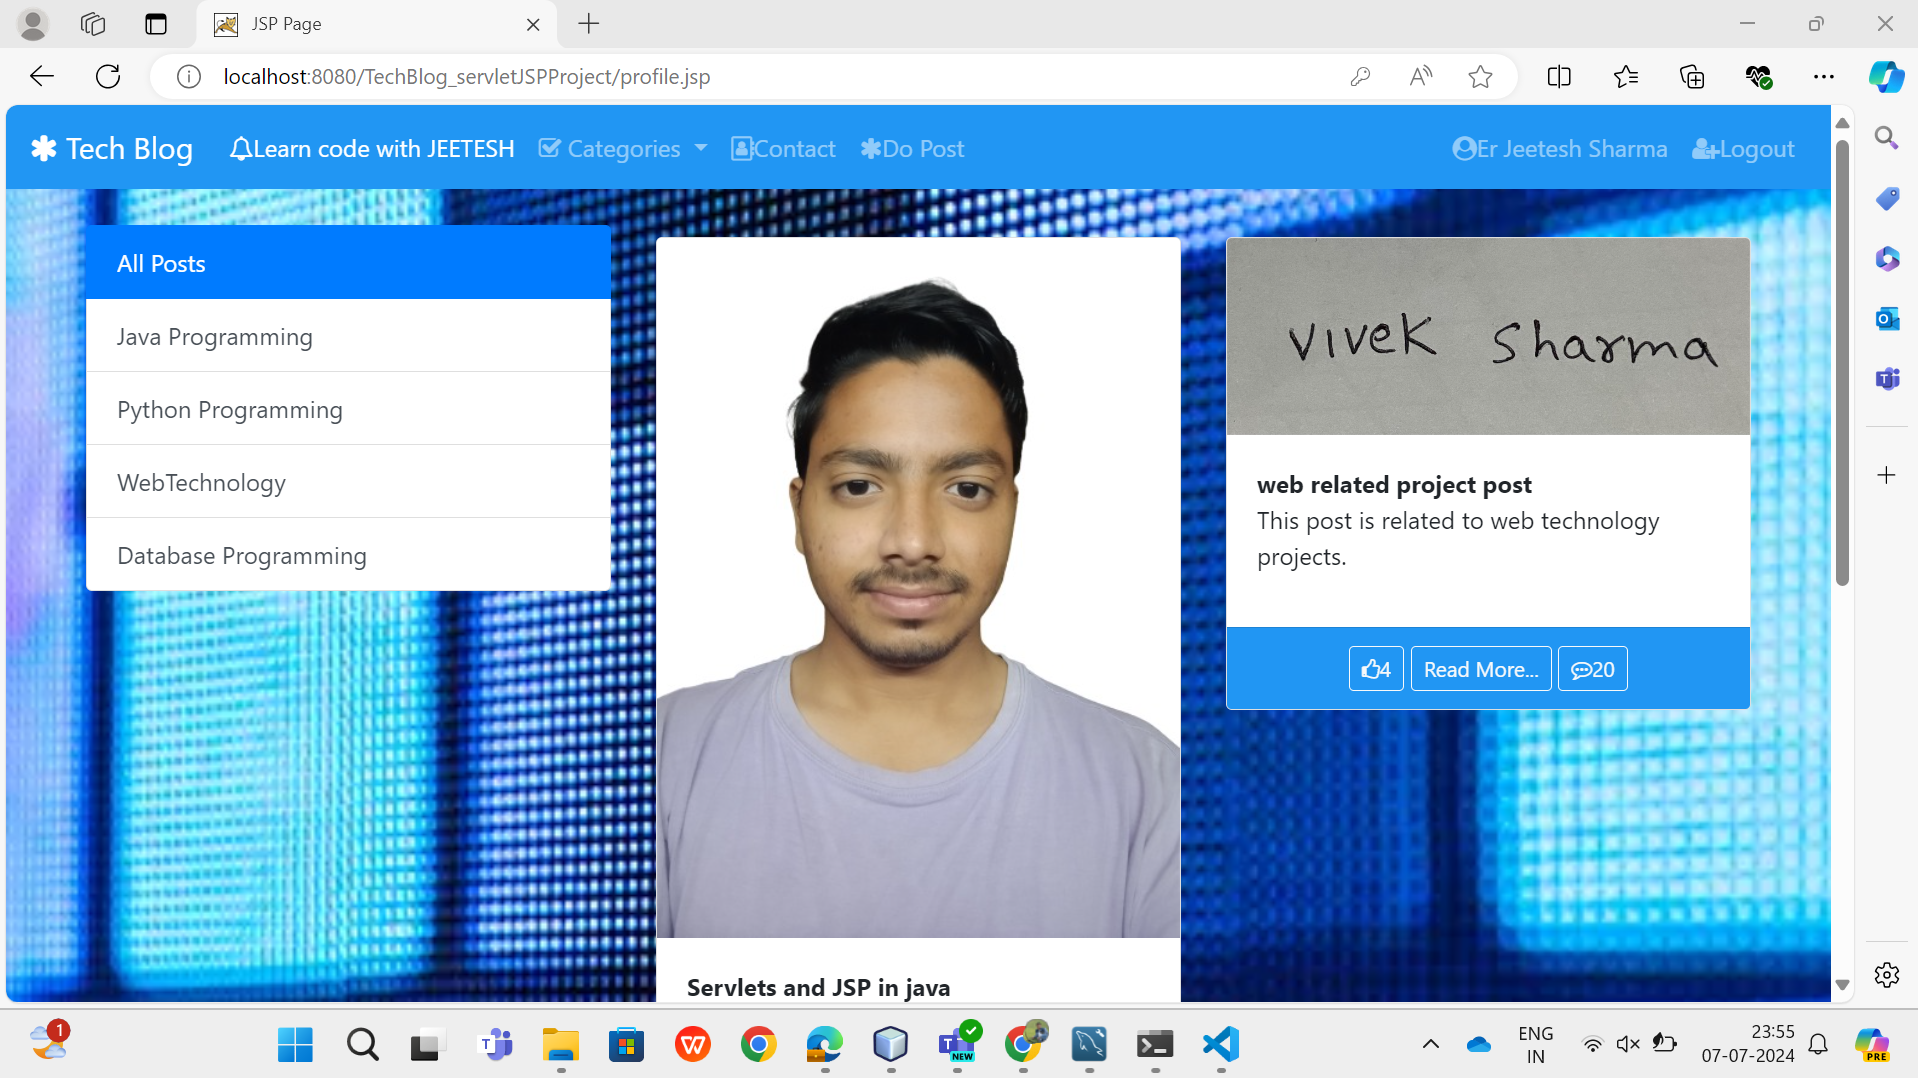 JSP Page
localhost:8080/TechBlog_servletJSPProject/profile.jsp
Tech Blog Learn code with JEETESH Categories Contact Do Post Er Jeetesh Sharma Logout
All Posts
Java Programming
Python Programming
WebTechnology
Database Programming
Servlets and JSP in java
vivek sharma
web related project post
This post is related to web technology
projects.
4 Read More... 20
1
NEW
ENG
IN
23:55
07-07-2024
PRE